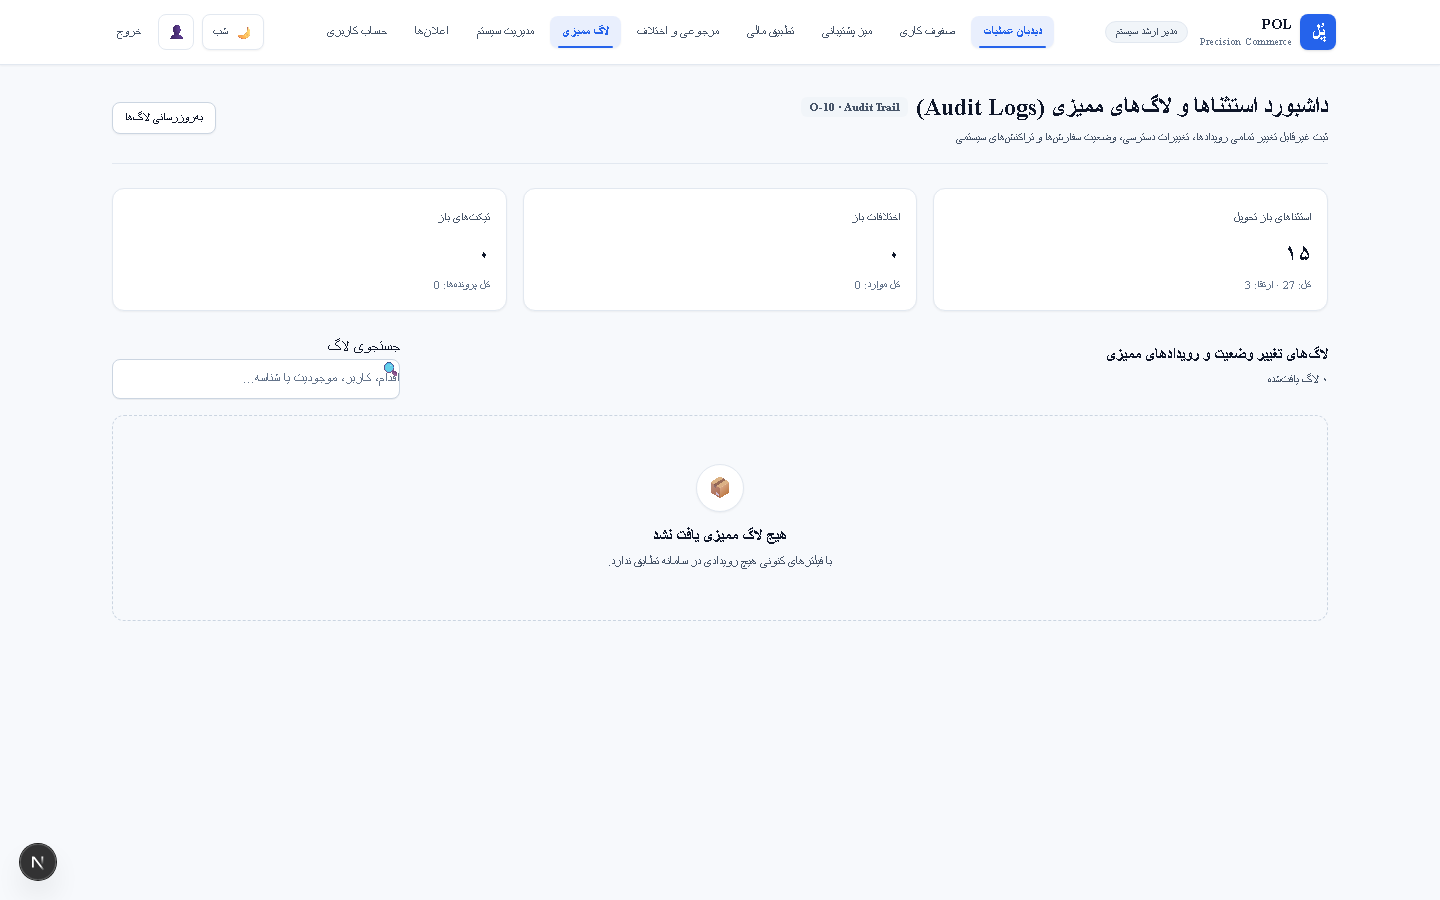 پُل
POL
Precision Commerce
مدیر ارشد سیستم
دیدبان عملیات
صفوف کاری
میز پشتیبانی
تطبیق مالی
مرجوعی و اختلاف
لاگ ممیزی
مدیریت سیستم
اعلان‌ها
حساب کاربری
شب
خروج
داشبورد استثناها و لاگ‌های ممیزی (Audit Logs)
O-10 · Audit Trail
ثبت غیرقابل تغییر تمامی رویدادها، تغییرات دسترسی، وضعیت سفارش‌ها و تراکنش‌های سیستمی
به‌روزرسانی لاگ‌ها
استثناهای باز تحویل
۱۵
کل: 27 · ارتقا: 3
اختلافات باز
۰
کل موارد: 0
تیکت‌های باز
۰
کل پرونده‌ها: 0
لاگ‌های تغییر وضعیت و رویدادهای ممیزی
۰ لاگ یافت‌شده
جستجوی لاگ
اقدام، کاربر، موجودیت یا شناسه...
هیچ لاگ ممیزی یافت نشد
با فیلترهای کنونی هیچ رویدادی در سامانه تطابق ندارد.
N